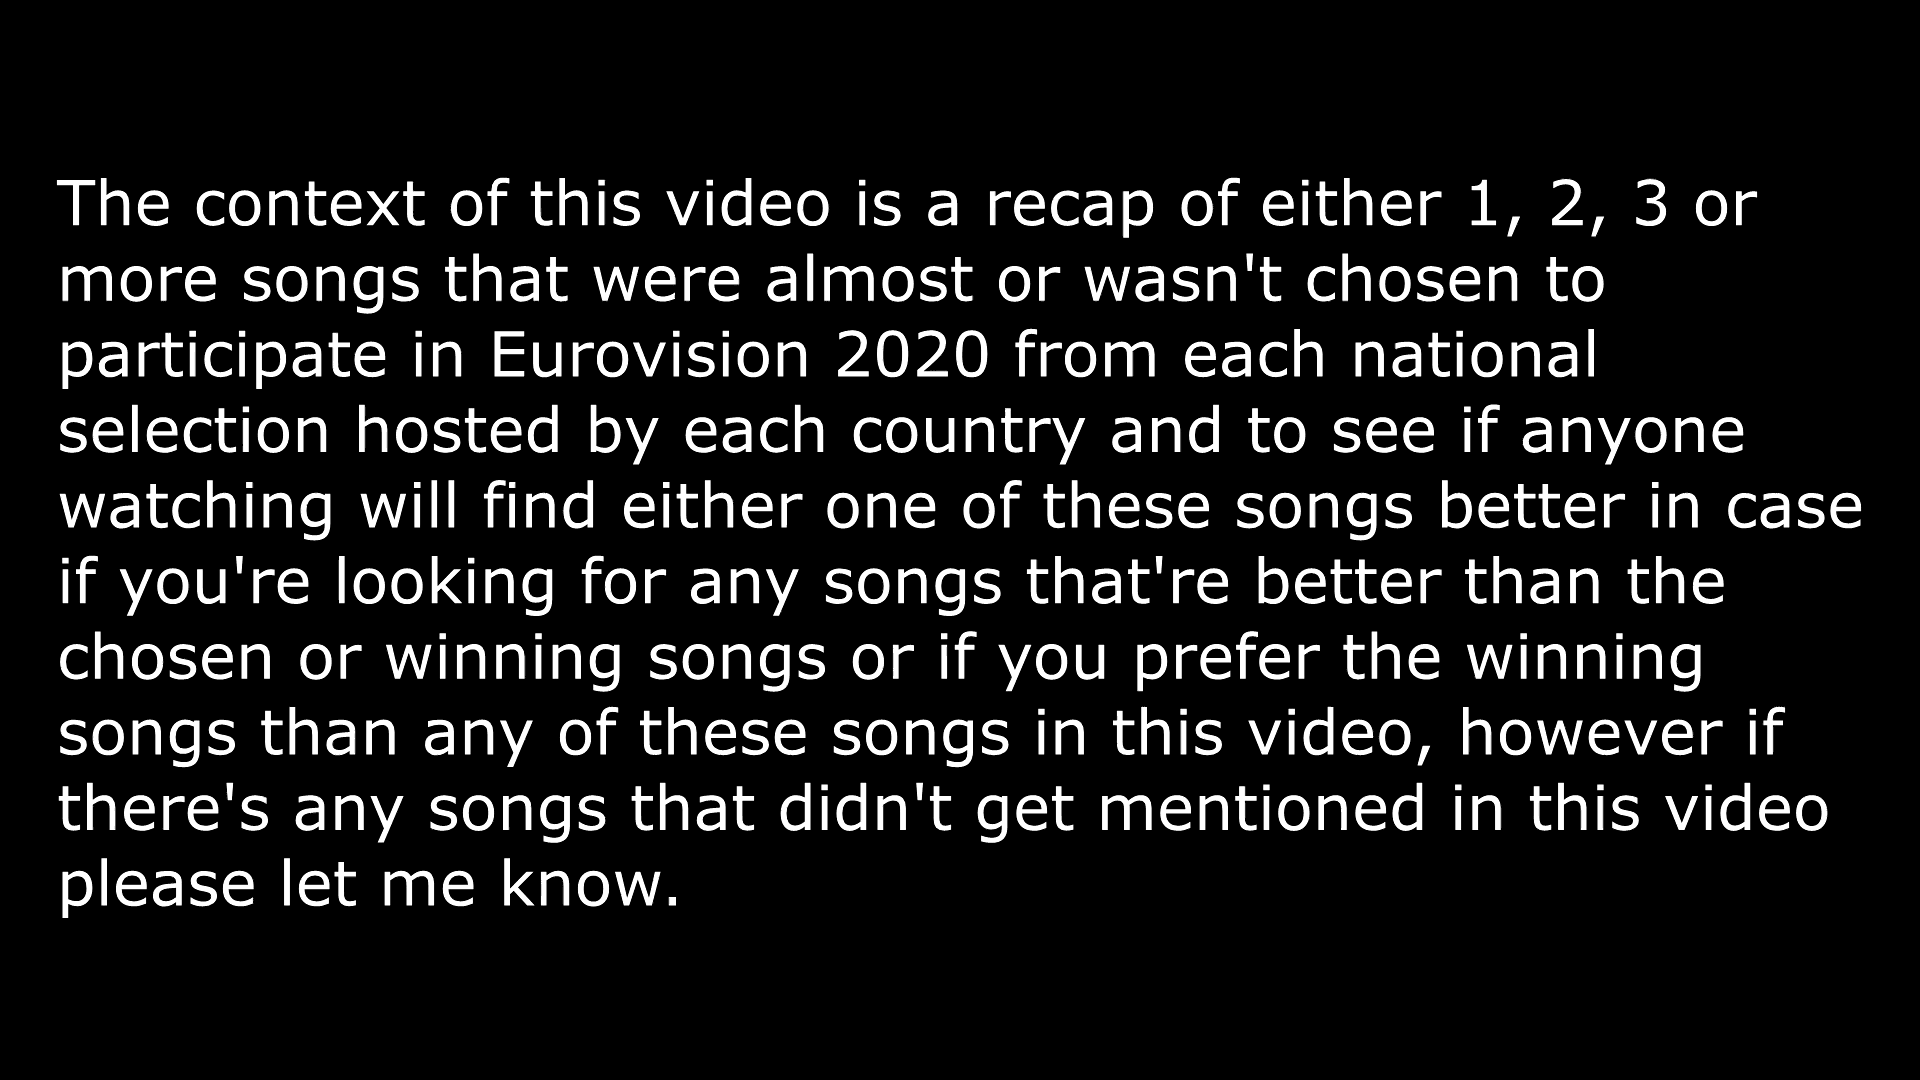 The context of this video is a recap of either 1, 2, 3 or
more songs that were almost or wasn't chosen to
participate in Eurovision 2020 from each national
selection hosted by each country and to see if anyone
watching will find either one of these songs better in case
if you're looking for any songs that're better than the
chosen or winning songs or if you prefer the winning
songs than any of these songs in this video, however if
there's any songs that didn't get mentioned in this video
please let me know.